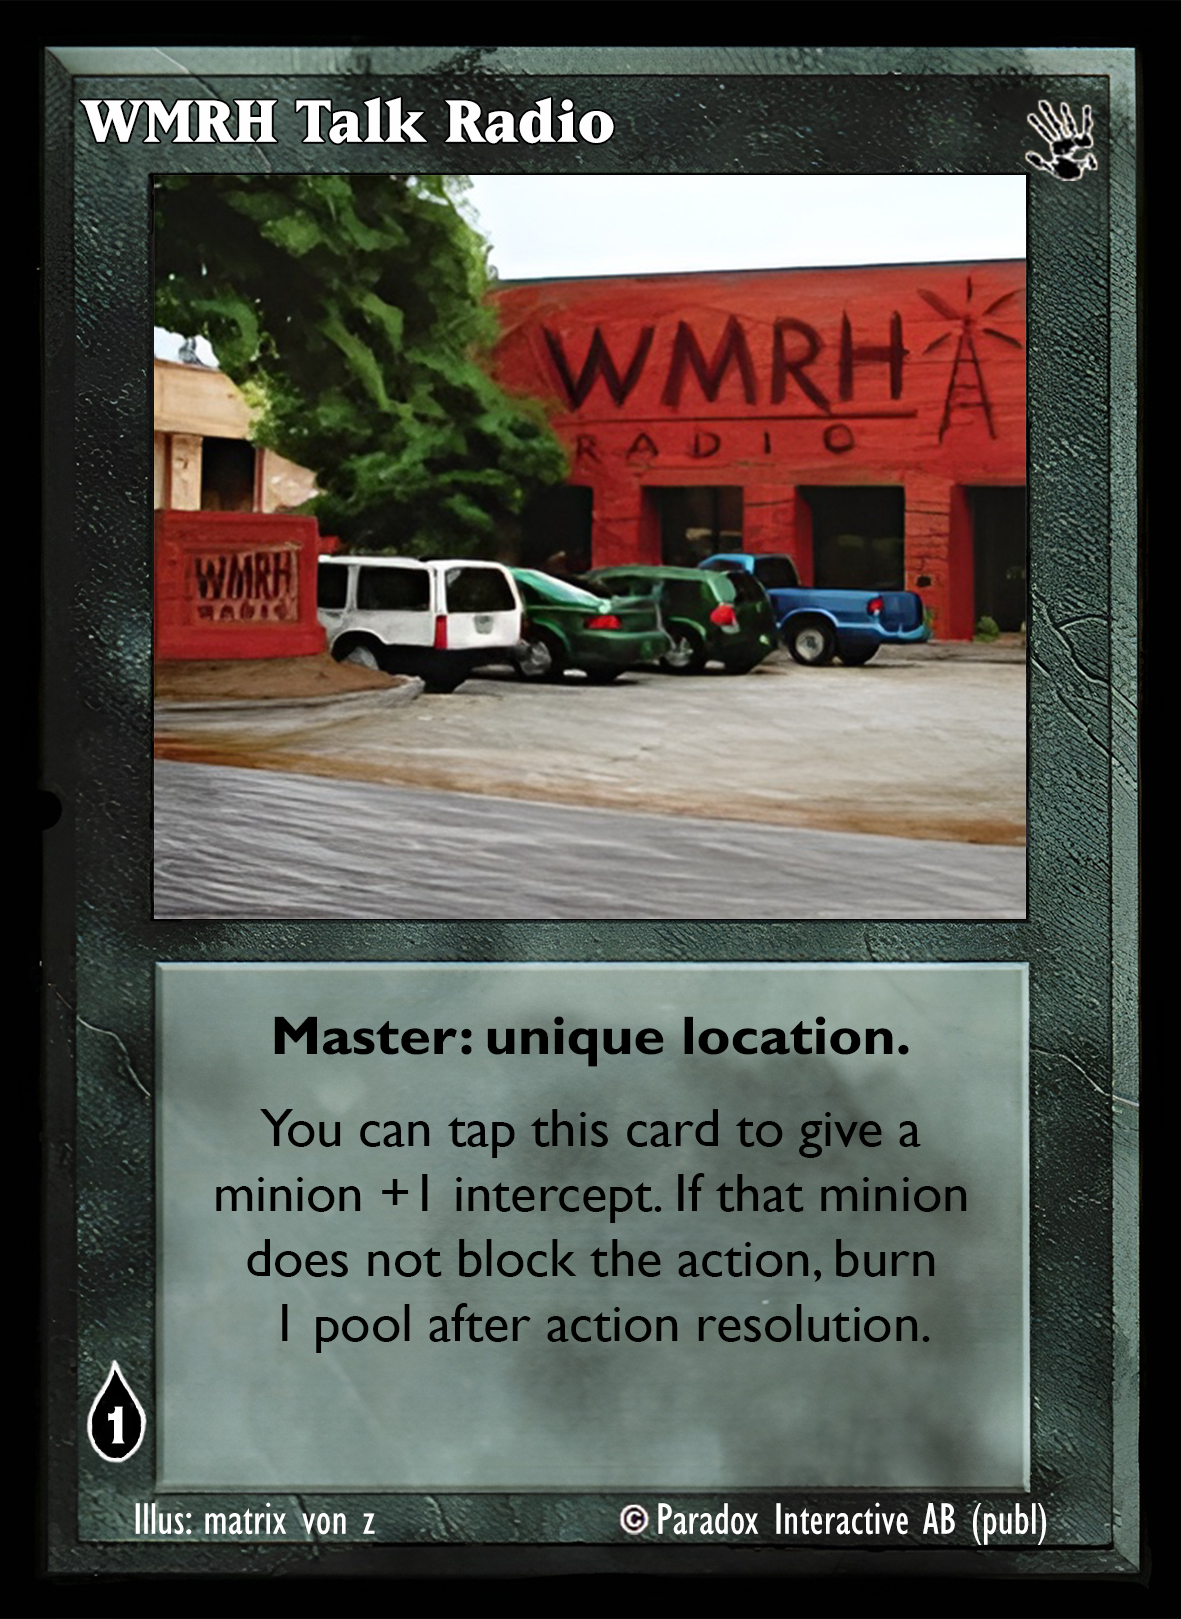 WMRH Talk Radio
WMRH
RADIO
WMRH
RADIO
Master: unique location.
You can tap this card to give a
minion +1 intercept. If that minion
does not block the action, burn
1 pool after action resolution.
1
Illus: matrix von z
© Paradox Interactive AB (publ)